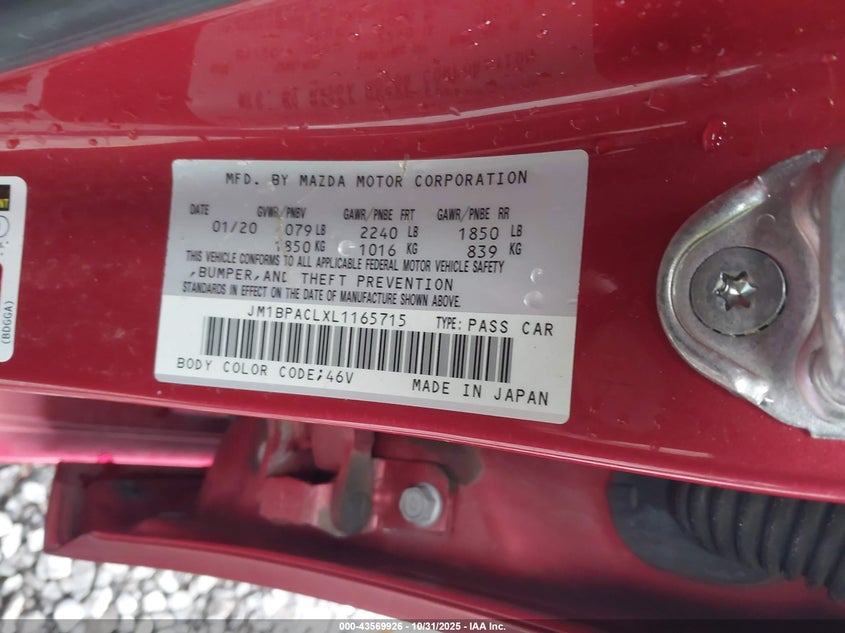 MFD. BY MAZDA MOTOR CORPORATION
DATE GVWR/PNBV GAWR/PNBE FRT GAWR/PNBE RR
01/20 079 LB 2240 LB 1850 LB
1850 KG 1016 KG 839 KG
THIS VEHICLE CONFORMS TO ALL APPLICABLE FEDERAL MOTOR VEHICLE SAFETY
,BUMPER,AND THEFT PREVENTION
STANDARDS IN EFFECT ON THE DATE OF MANUFACTURE SHOWN ABOVE.
JM1BPACLXL1165715 TYPE: PASS CAR
BODY COLOR CODE;46V MADE IN JAPAN
(BDGGA)
000-43569926 - 10/31/2025 - IAA Inc.